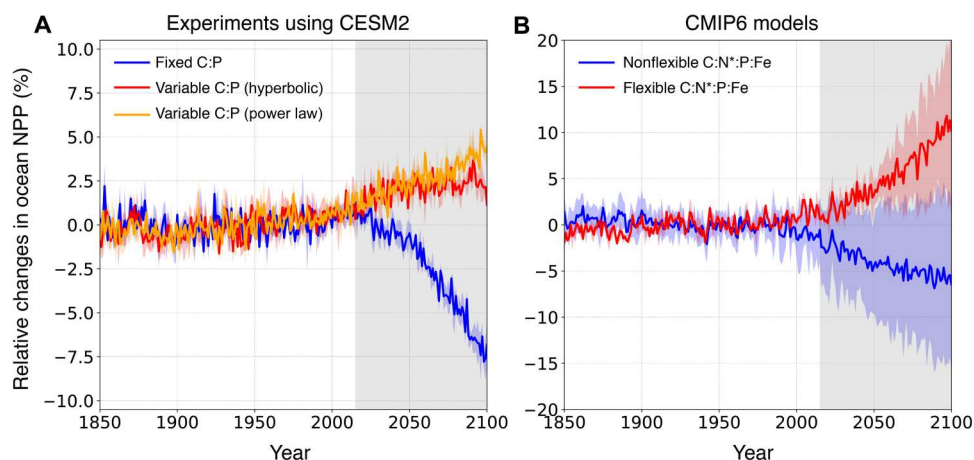 A
Experiments using CESM2
Relative changes in ocean NPP (%)
10.0
7.5
5.0
2.5
0.0
−2.5
−5.0
−7.5
−10.0
Fixed C:P
Variable C:P (hyperbolic)
Variable C:P (power law)
1850 1900 1950 2000 2050 2100
Year
B
CMIP6 models
20
15
10
5
0
−5
−10
−15
−20
Nonflexible C:N*:P:Fe
Flexible C:N*:P:Fe
1850 1900 1950 2000 2050 2100
Year